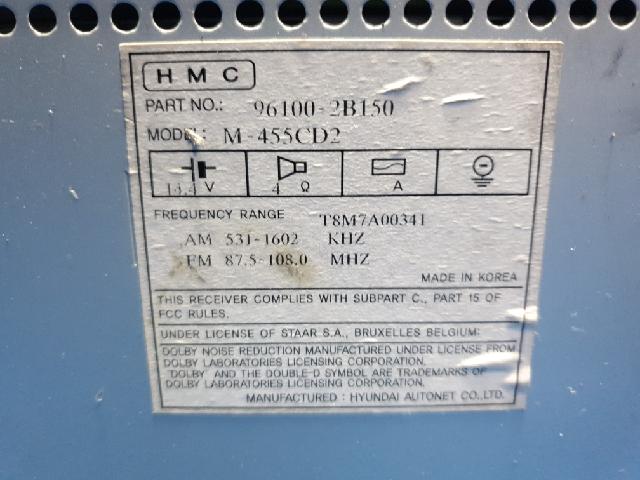 HMC
PART NO.: 96100-2B150
MODEL: M-455CD2
14.4 V 4 Ω A
FREQUENCY RANGE T8M7A00341
AM 531-1602 KHZ
FM 87.5-108.0 MHZ
MADE IN KOREA
THIS RECEIVER COMPLIES WITH SUBPART C., PART 15 OF
FCC RULES.
UNDER LICENSE OF STAAR S.A., BRUXELLES BELGIUM:
DOLBY NOISE REDUCTION MANUFACTURED UNDER LICENSE FROM
DOLBY LABORATORIES LICENSING CORPORATION.
"DOLBY" AND THE DOUBLE-D SYMBOL ARE TRADEMARKS OF
DOLBY LABORATORIES LICENSING CORPORATION.
MANUFACTURED : HYUNDAI AUTONET CO.,LTD.